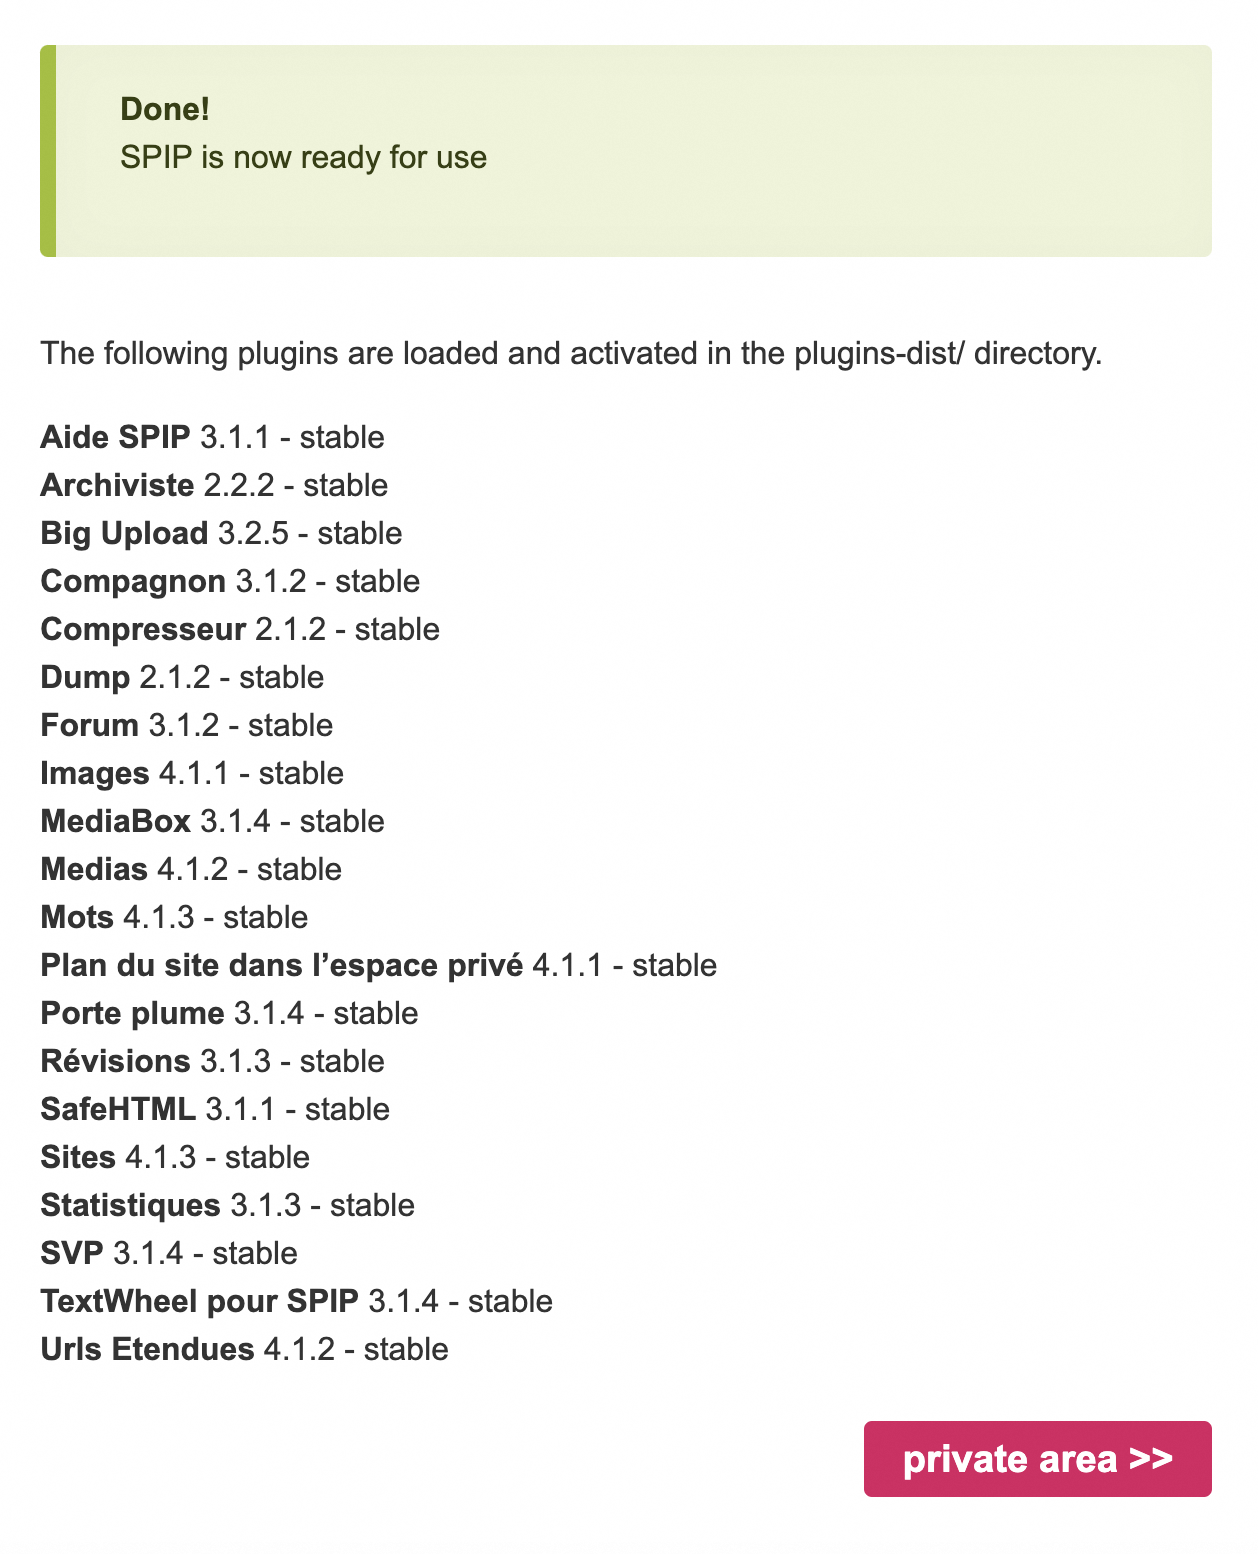 Done!
SPIP is now ready for use
The following plugins are loaded and activated in the plugins-dist/ directory.
Aide SPIP 3.1.1 - stable
Archiviste 2.2.2 - stable
Big Upload 3.2.5 - stable
Compagnon 3.1.2 - stable
Compresseur 2.1.2 - stable
Dump 2.1.2 - stable
Forum 3.1.2 - stable
Images 4.1.1 - stable
MediaBox 3.1.4 - stable
Medias 4.1.2 - stable
Mots 4.1.3 - stable
Plan du site dans l’espace privé 4.1.1 - stable
Porte plume 3.1.4 - stable
Révisions 3.1.3 - stable
SafeHTML 3.1.1 - stable
Sites 4.1.3 - stable
Statistiques 3.1.3 - stable
SVP 3.1.4 - stable
TextWheel pour SPIP 3.1.4 - stable
Urls Etendues 4.1.2 - stable
private area >>